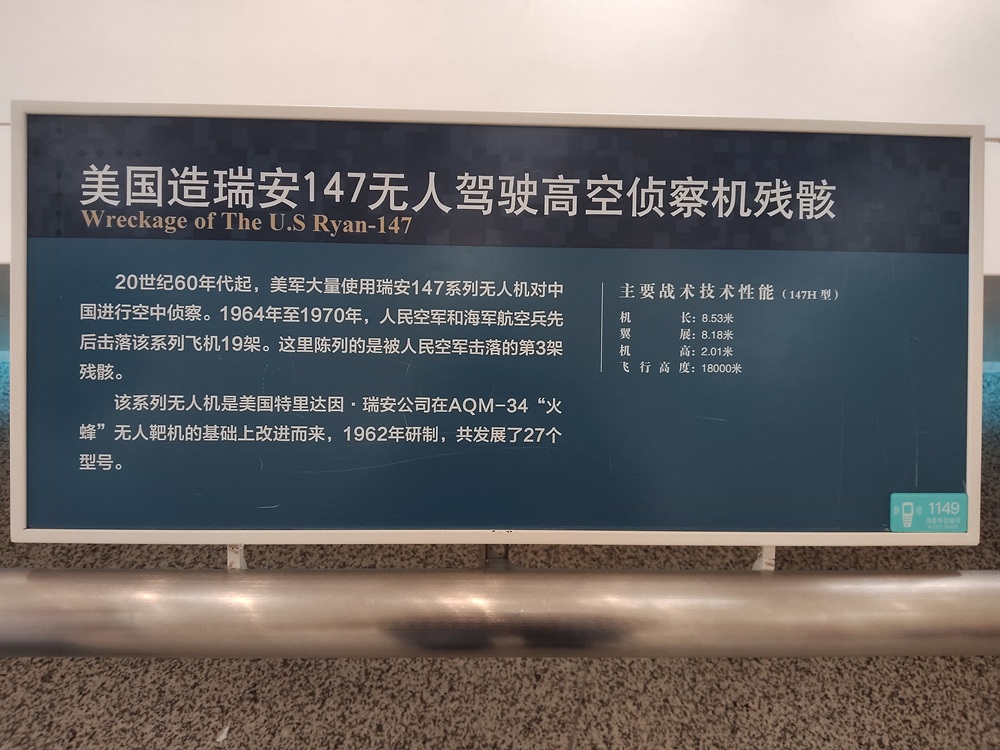 美国造瑞安147无人驾驶高空侦察机残骸
Wreckage of The U.S Ryan-147
20世纪60年代起，美军大量使用瑞安147系列无人机对中
国进行空中侦察。1964年至1970年，人民空军和海军航空兵先
后击落该系列飞机19架。这里陈列的是被人民空军击落的第3架
残骸。
该系列无人机是美国特里达因·瑞安公司在AQM-34“火
蜂”无人靶机的基础上改进而来，1962年研制，共发展了27个
型号。
主要战术技术性能（147H型）
机长：8.53米
翼展：8.18米
机高：2.01米
飞行高度：18000米
1149